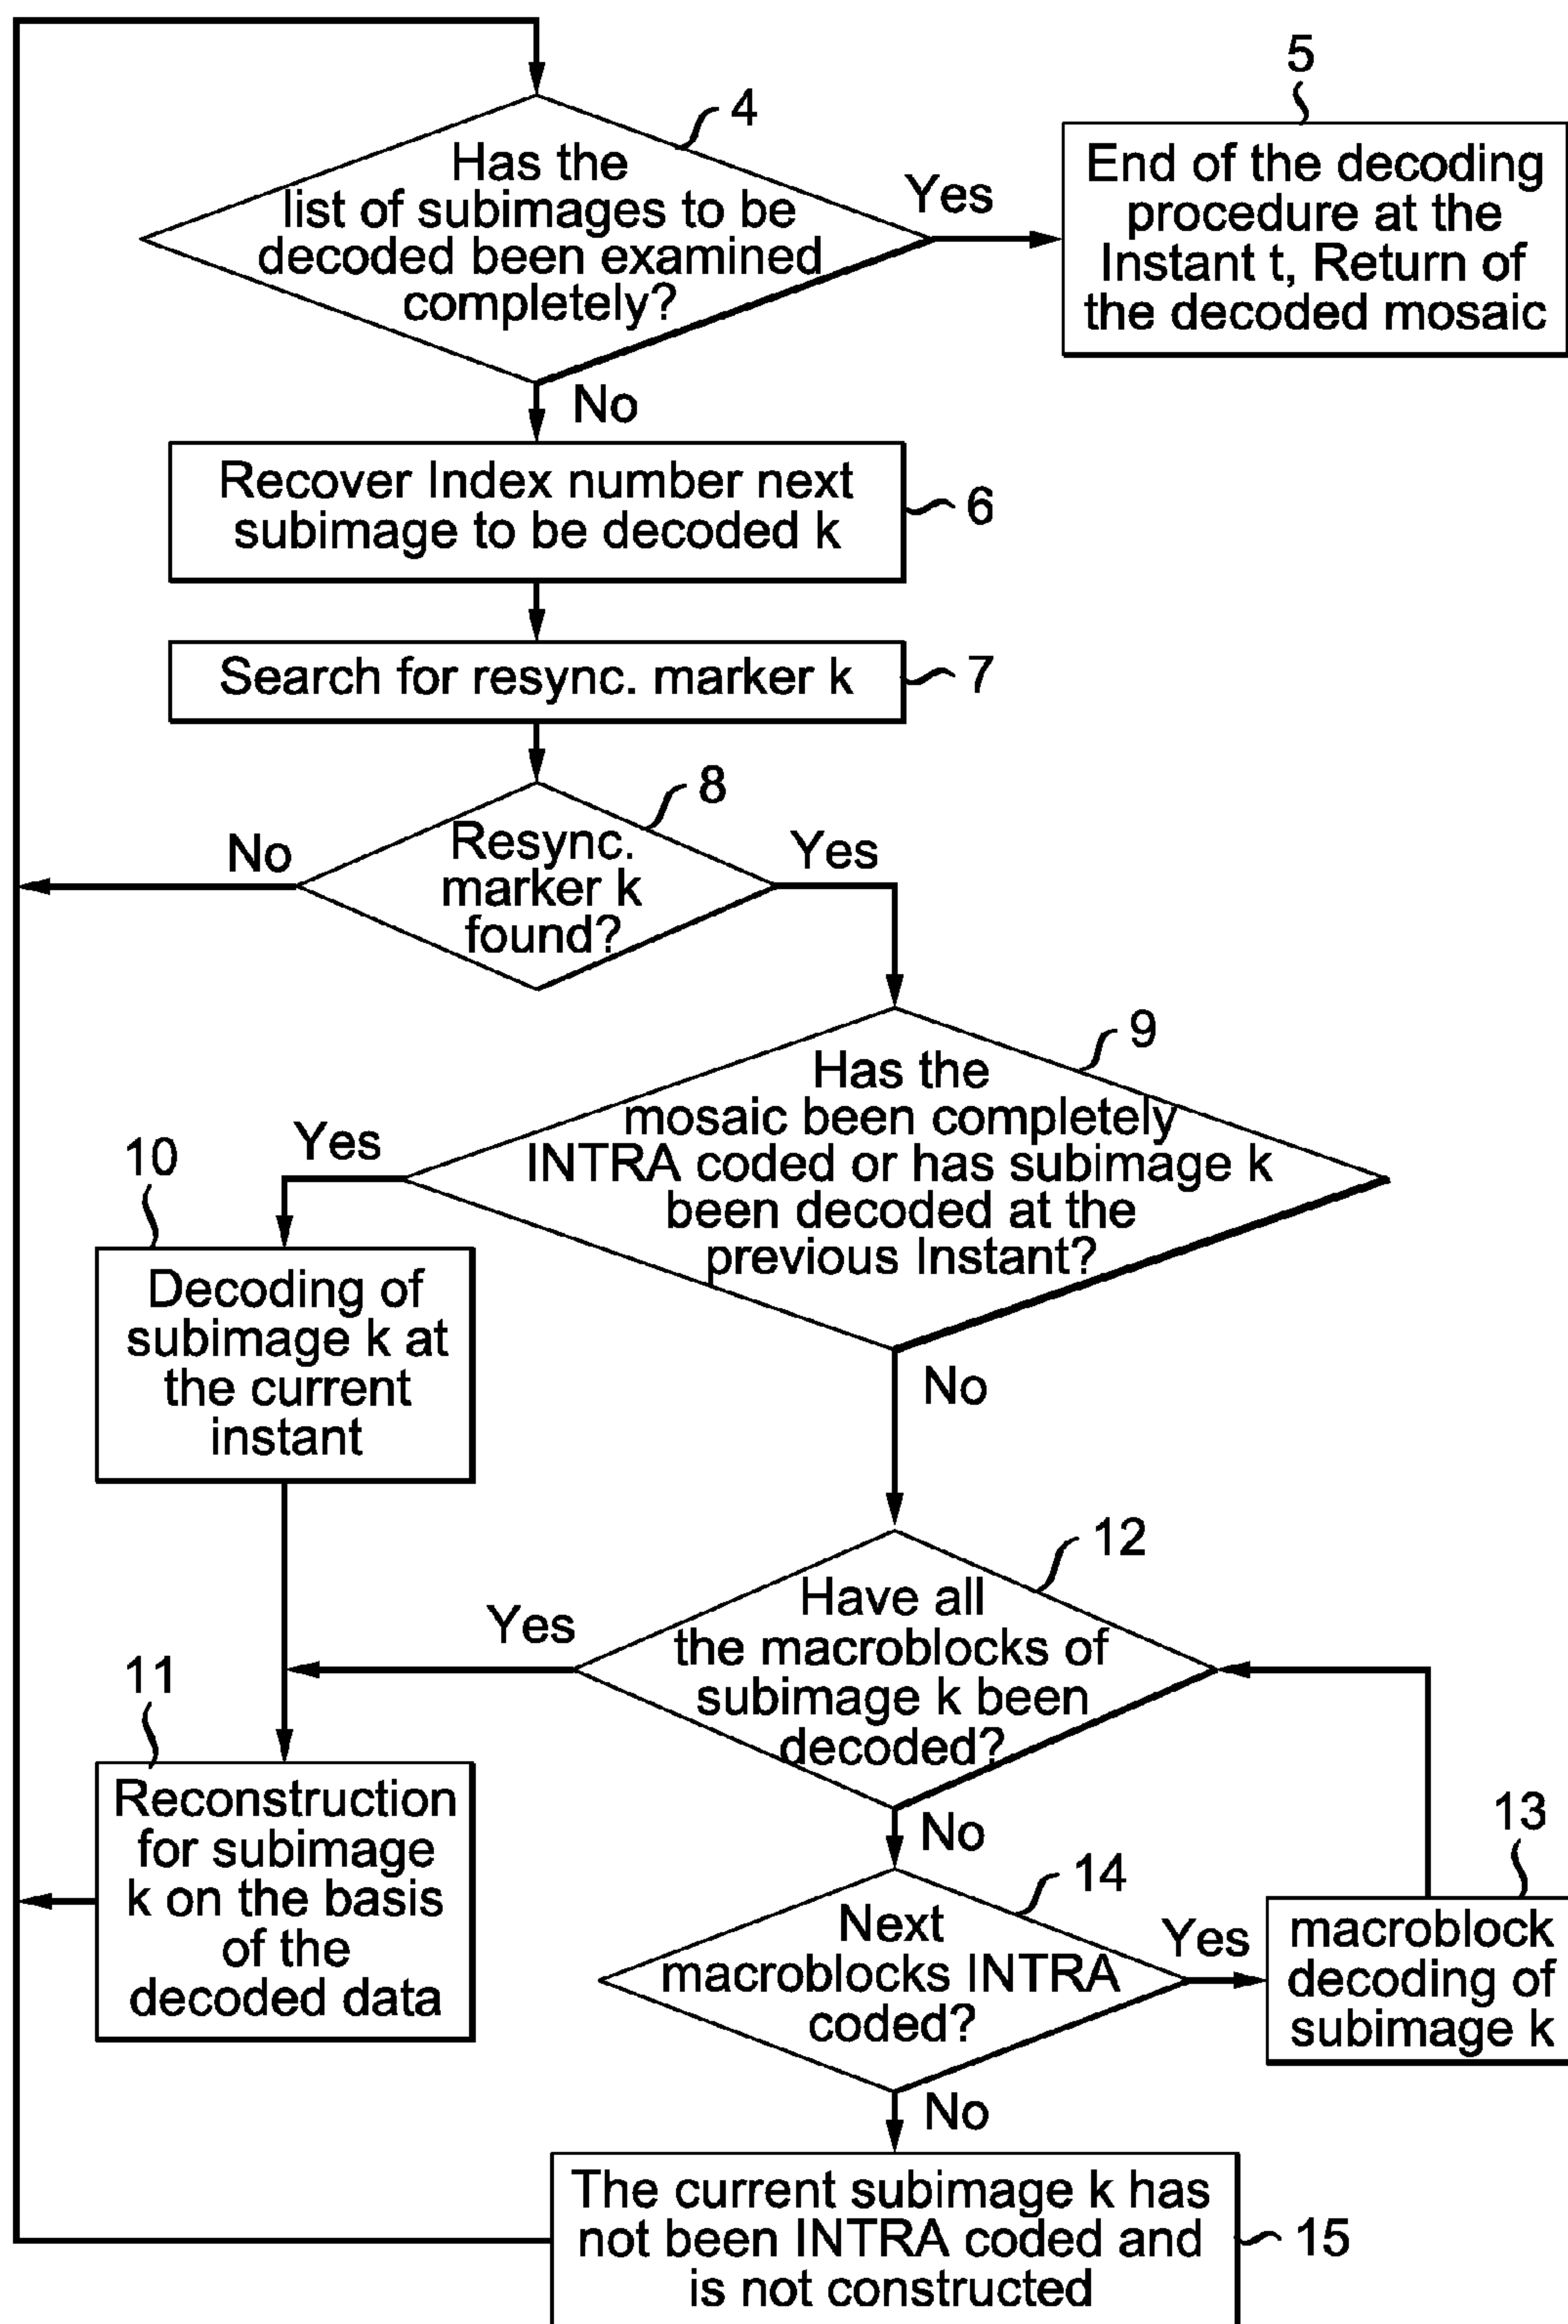 4
Has the
list of subimages to be
decoded been examined
completely?
Yes
5
End of the decoding
procedure at the
Instant t, Return of
the decoded mosaic
No
Recover Index number next
subimage to be decoded k
6
Search for resync. marker k
7
8
Resync.
marker k
found?
No
Yes
9
Has the
mosaic been completely
INTRA coded or has subimage k
been decoded at the
previous Instant?
Yes
10
Decoding of
subimage k at
the current
instant
No
12
Have all
the macroblocks of
subimage k been
decoded?
Yes
11
Reconstruction
for subimage
k on the basis
of the
decoded data
No
14
Next
macroblocks INTRA
coded?
Yes
13
macroblock
decoding of
subimage k
No
The current subimage k has
not been INTRA coded and
is not constructed
15